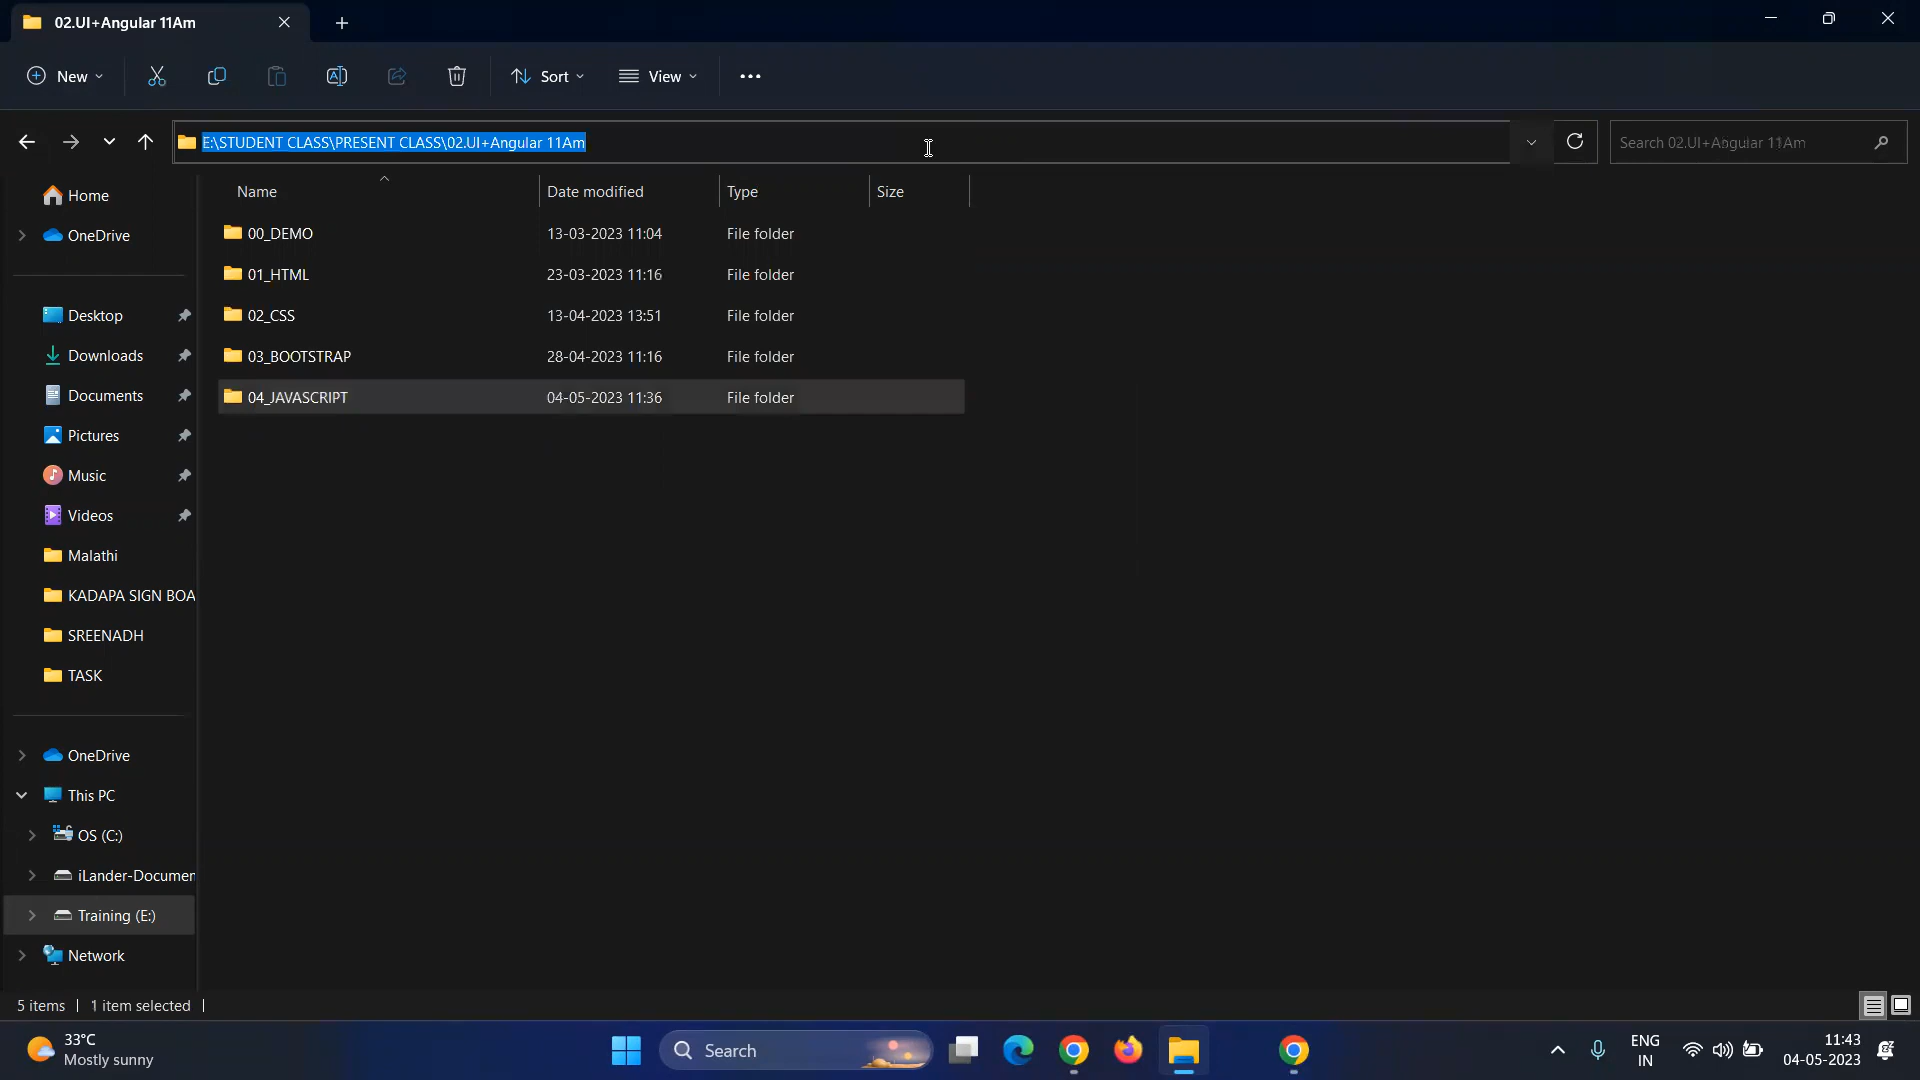 02.UI+Angular 11Am
New
Sort
View
E:\STUDENT CLASS\PRESENT CLASS\02.UI+Angular 11Am
Search 02.UI+Angular 11Am
Name Date modified Type Size
00_DEMO 13-03-2023 11:04 File folder
01_HTML 23-03-2023 11:16 File folder
02_CSS 13-04-2023 13:51 File folder
03_BOOTSTRAP 28-04-2023 11:16 File folder
04_JAVASCRIPT 04-05-2023 11:36 File folder
Home
OneDrive
Desktop
Downloads
Documents
Pictures
Music
Videos
Malathi
KADAPA SIGN BOA
SREENADH
TASK
OneDrive
This PC
OS (C:)
iLander-Documen
Training (E:)
Network
5 items 1 item selected
33°C
Mostly sunny
Search
ENG
IN
11:43
04-05-2023